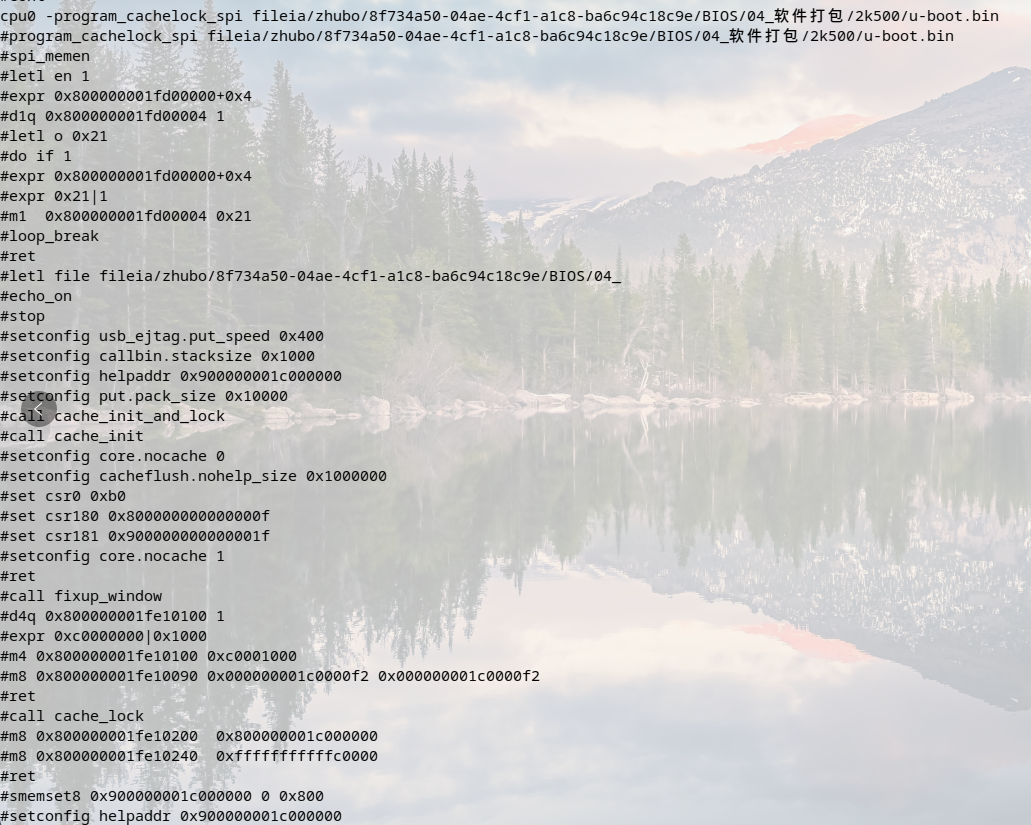 cpu0 -program_cachelock_spi fileia/zhubo/8f734a50-04ae-4cf1-a1c8-ba6c94c18c9e/BIOS/04_软件打包/2k500/u-boot.bin
#program_cachelock_spi fileia/zhubo/8f734a50-04ae-4cf1-a1c8-ba6c94c18c9e/BIOS/04_软件打包/2k500/u-boot.bin
#spi_memen
#letl en 1
#expr 0x800000001fd00000+0x4
#d1q 0x800000001fd00004 1
#letl o 0x21
#do if 1
#expr 0x800000001fd00000+0x4
#expr 0x21|1
#m1  0x800000001fd00004 0x21
#loop_break
#ret
#letl file fileia/zhubo/8f734a50-04ae-4cf1-a1c8-ba6c94c18c9e/BIOS/04_
#echo_on
#stop
#setconfig usb_ejtag.put_speed 0x400
#setconfig callbin.stacksize 0x1000
#setconfig helpaddr 0x900000001c000000
#setconfig put.pack_size 0x10000
#call cache_init_and_lock
#call cache_init
#setconfig core.nocache 0
#setconfig cacheflush.nohelp_size 0x1000000
#set csr0 0xb0
#set csr180 0x800000000000000f
#set csr181 0x900000000000001f
#setconfig core.nocache 1
#ret
#call fixup_window
#d4q 0x800000001fe10100 1
#expr 0xc0000000|0x1000
#m4 0x800000001fe10100 0xc0001000
#m8 0x800000001fe10090 0x000000001c0000f2 0x000000001c0000f2
#ret
#call cache_lock
#m8 0x800000001fe10200  0x800000001c000000
#m8 0x800000001fe10240  0xfffffffffffc0000
#ret
#smemset8 0x900000001c000000 0 0x800
#setconfig helpaddr 0x900000001c000000